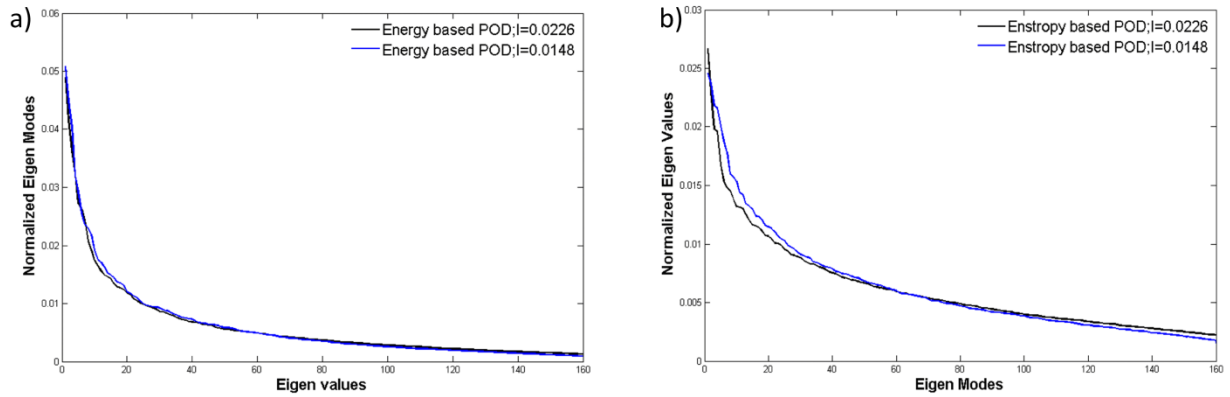 a)
Energy based POD;I=0.0226
Energy based POD;I=0.0148
Normalized Eigen Modes
0.06
0.05
0.04
0.03
0.02
0.01
0
0 20 40 60 80 100 120 140 160
Eigen values
b)
Enstropy based POD;I=0.0226
Enstropy based POD;I=0.0148
Normalized Eigen Values
0.03
0.025
0.02
0.015
0.01
0.005
0
0 20 40 60 80 100 120 140 160
Eigen Modes